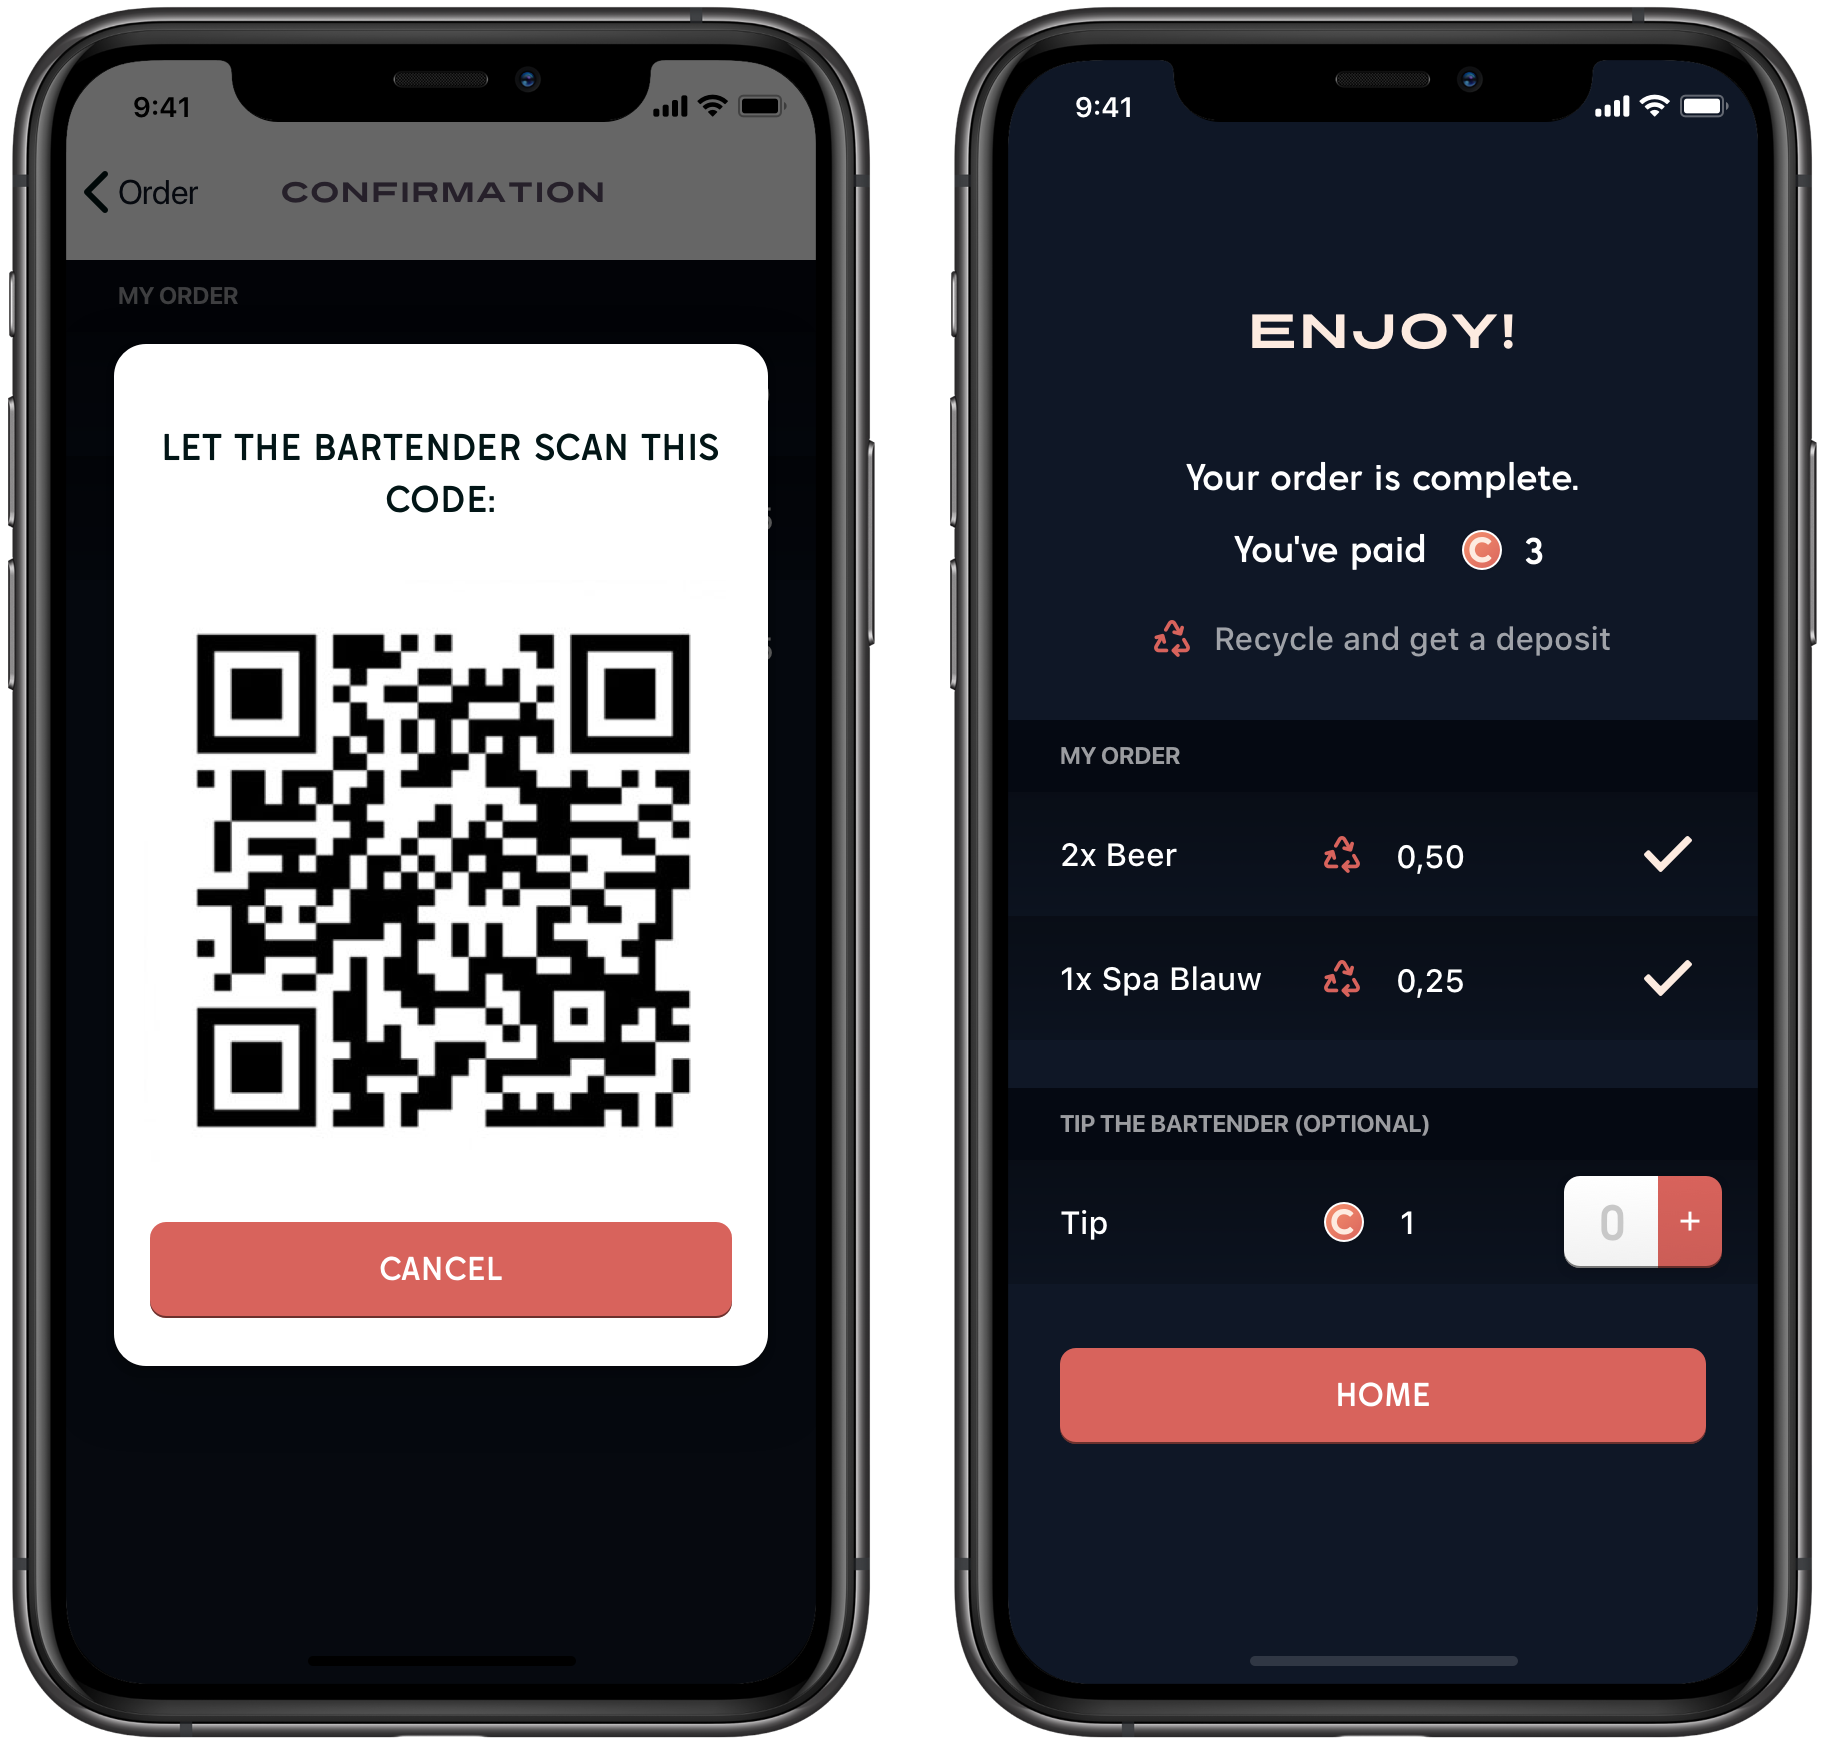 9:41
Order
CONFIRMATION
MY ORDER
LET THE BARTENDER SCAN THIS
CODE:
CANCEL
9:41
ENJOY!
Your order is complete.
You've paid C 3
Recycle and get a deposit
MY ORDER
2x Beer 0,50
1x Spa Blauw 0,25
TIP THE BARTENDER (OPTIONAL)
Tip C 1 0 +
HOME